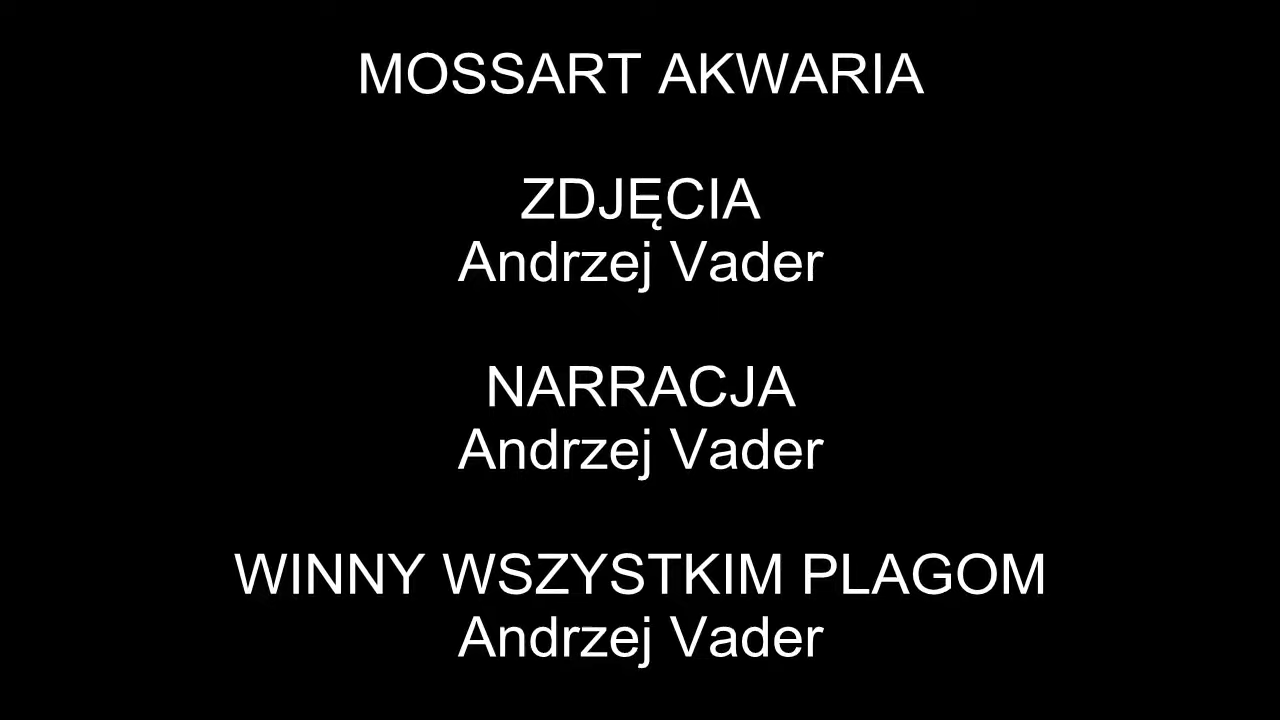 MOSSART AKWARIA
ZDJĘCIA
Andrzej Vader
NARRACJA
Andrzej Vader
WINNY WSZYSTKIM PLAGOM
Andrzej Vader